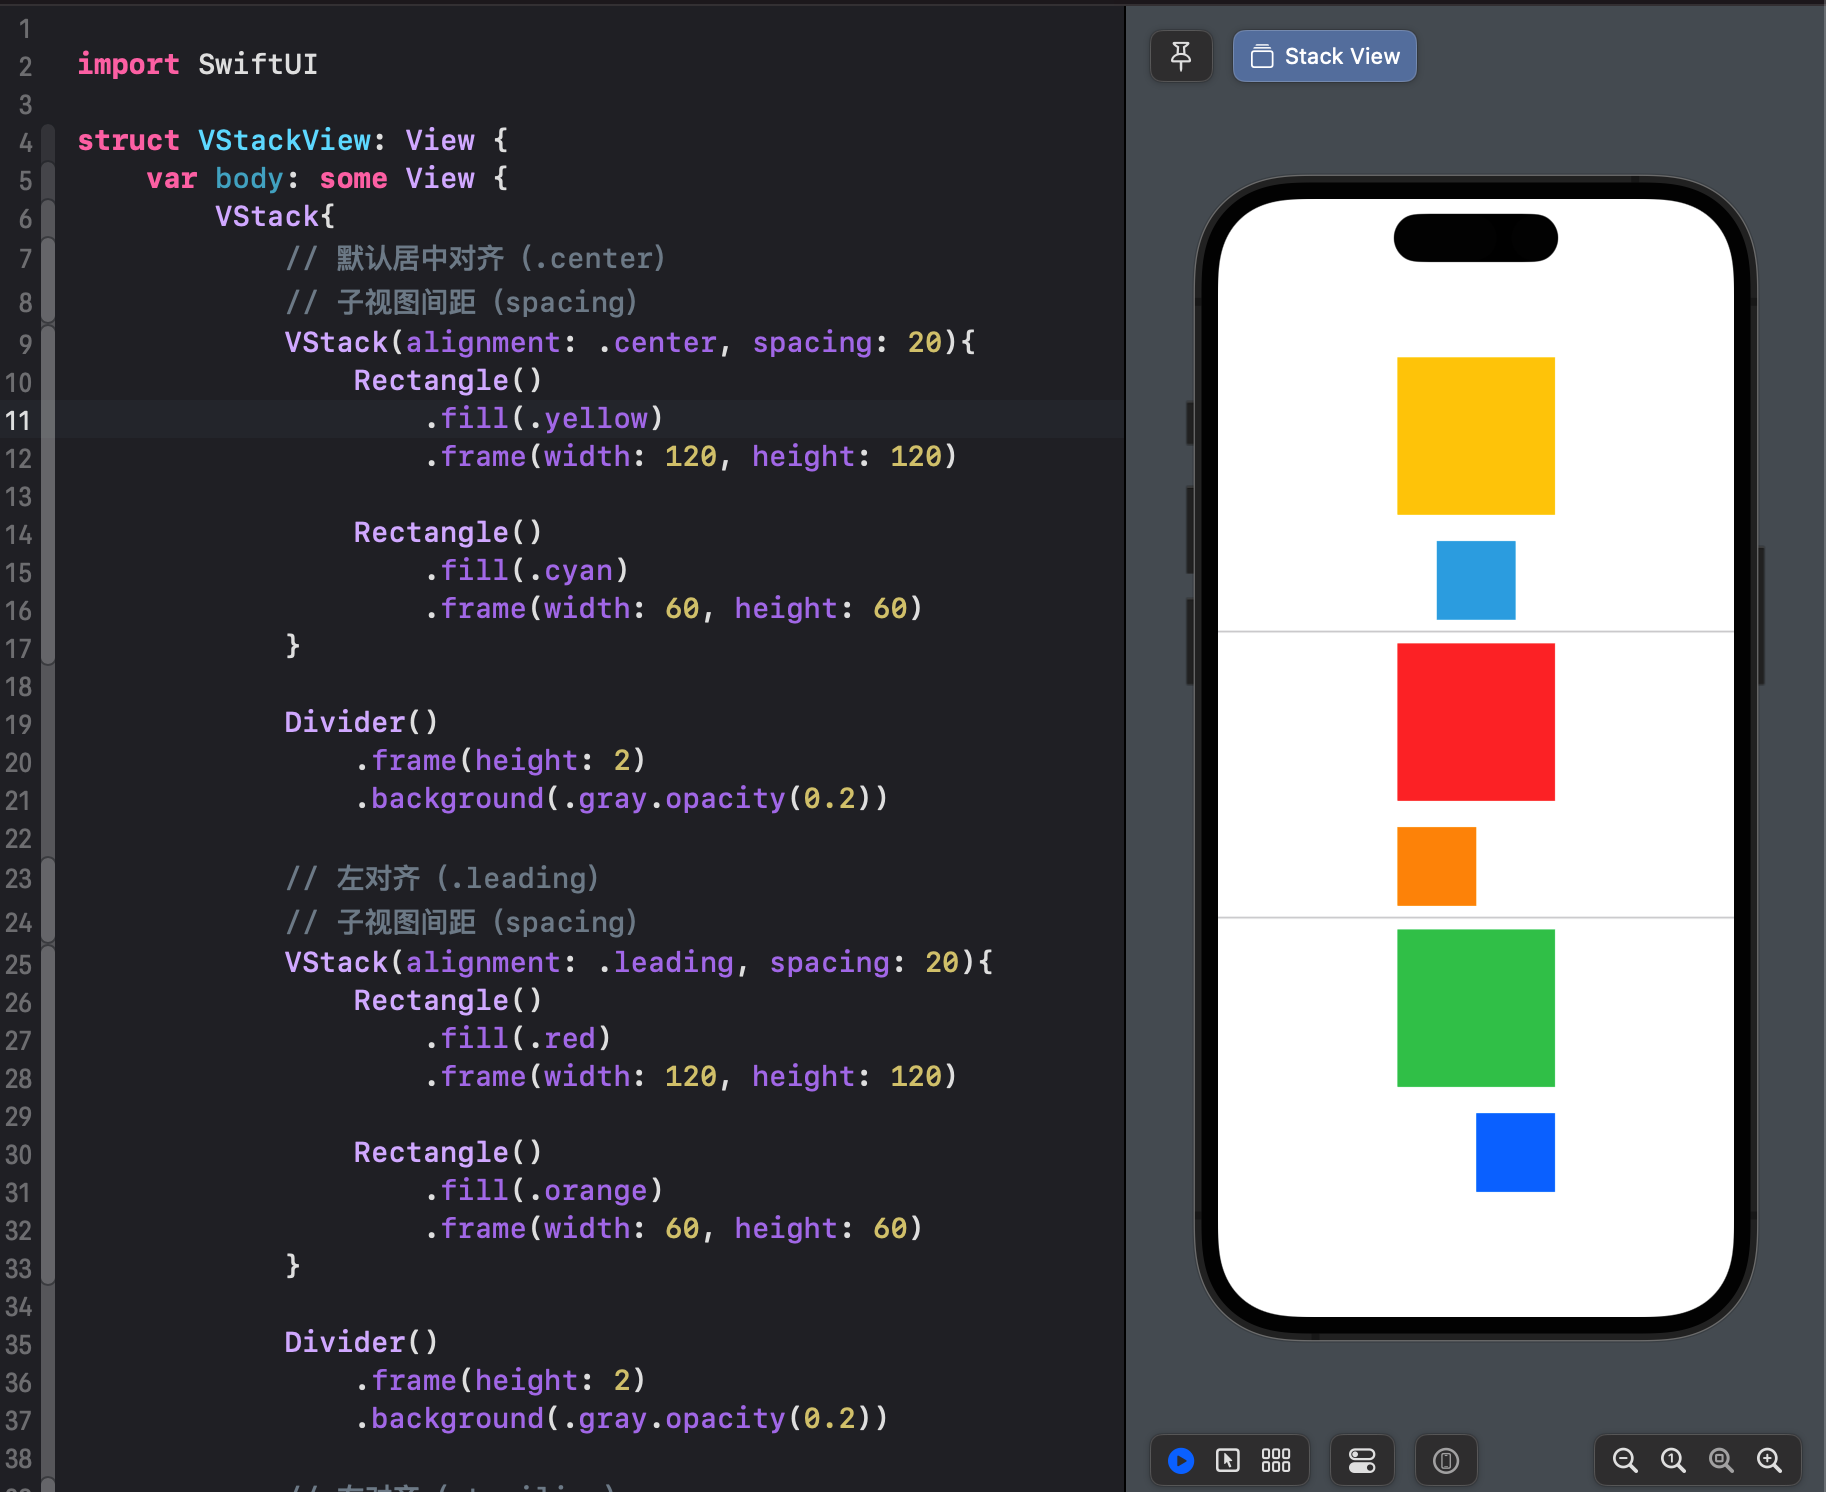 1
2 import SwiftUI
3
4 struct VStackView: View {
5 var body: some View {
6 VStack{
7 // 默认居中对齐（.center）
8 // 子视图间距（spacing）
9 VStack(alignment: .center, spacing: 20){
10 Rectangle()
11 .fill(.yellow)
12 .frame(width: 120, height: 120)
13
14 Rectangle()
15 .fill(.cyan)
16 .frame(width: 60, height: 60)
17 }
18
19 Divider()
20 .frame(height: 2)
21 .background(.gray.opacity(0.2))
22
23 // 左对齐（.leading）
24 // 子视图间距（spacing）
25 VStack(alignment: .leading, spacing: 20){
26 Rectangle()
27 .fill(.red)
28 .frame(width: 120, height: 120)
29
30 Rectangle()
31 .fill(.orange)
32 .frame(width: 60, height: 60)
33 }
34
35 Divider()
36 .frame(height: 2)
37 .background(.gray.opacity(0.2))
38
Stack View